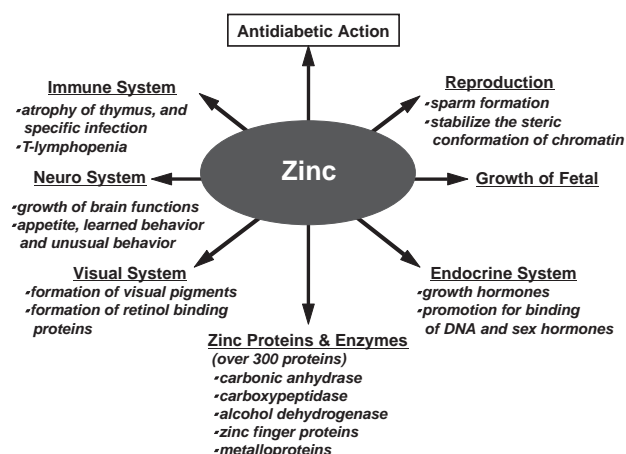 Antidiabetic Action
Immune System
-atrophy of thymus, and
specific infection
-T-lymphopenia
Reproduction
-sparm formation
-stabilize the steric
conformation of chromatin
Zinc
Neuro System
-growth of brain functions
-appetite, learned behavior
and unusual behavior
Growth of Fetal
Visual System
-formation of visual pigments
-formation of retinol binding
proteins
Endocrine System
-growth hormones
-promotion for binding
of DNA and sex hormones
Zinc Proteins & Enzymes
(over 300 proteins)
-carbonic anhydrase
-carboxypeptidase
-alcohol dehydrogenase
-zinc finger proteins
-metalloproteins